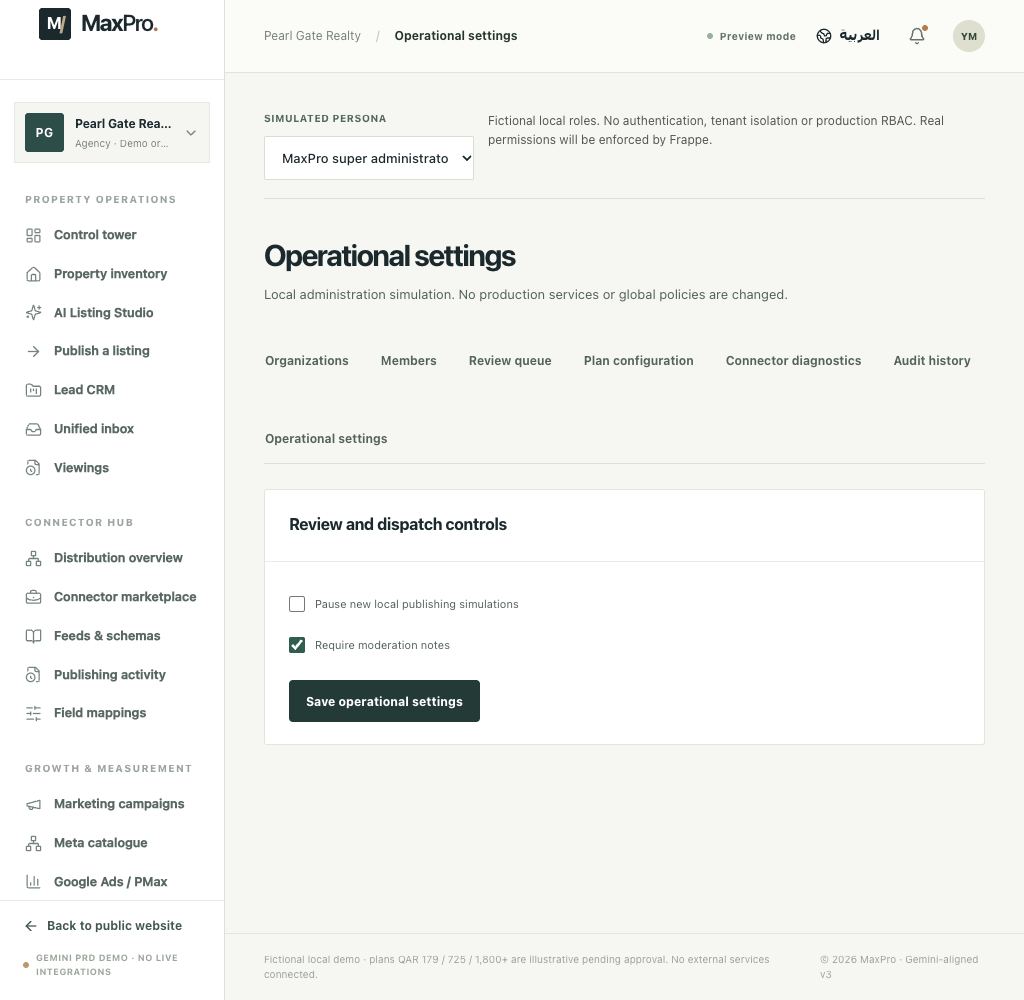 M/ MaxPro.
PG
Pearl Gate Rea...
Agency · Demo or...
PROPERTY OPERATIONS
Control tower
Property inventory
AI Listing Studio
Publish a listing
Lead CRM
Unified inbox
Viewings
CONNECTOR HUB
Distribution overview
Connector marketplace
Feeds & schemas
Publishing activity
Field mappings
GROWTH & MEASUREMENT
Marketing campaigns
Meta catalogue
Google Ads / PMax
Back to public website
GEMINI PRD DEMO · NO LIVE
INTEGRATIONS
Pearl Gate Realty / Operational settings
Preview mode
العربية
YM
SIMULATED PERSONA
MaxPro super administrato
Fictional local roles. No authentication, tenant isolation or production RBAC. Real
permissions will be enforced by Frappe.
Operational settings
Local administration simulation. No production services or global policies are changed.
Organizations Members Review queue Plan configuration Connector diagnostics Audit history
Operational settings
Review and dispatch controls
Pause new local publishing simulations
Require moderation notes
Save operational settings
Fictional local demo · plans QAR 179 / 725 / 1,800+ are illustrative pending approval. No external services
connected.
© 2026 MaxPro · Gemini-aligned
v3